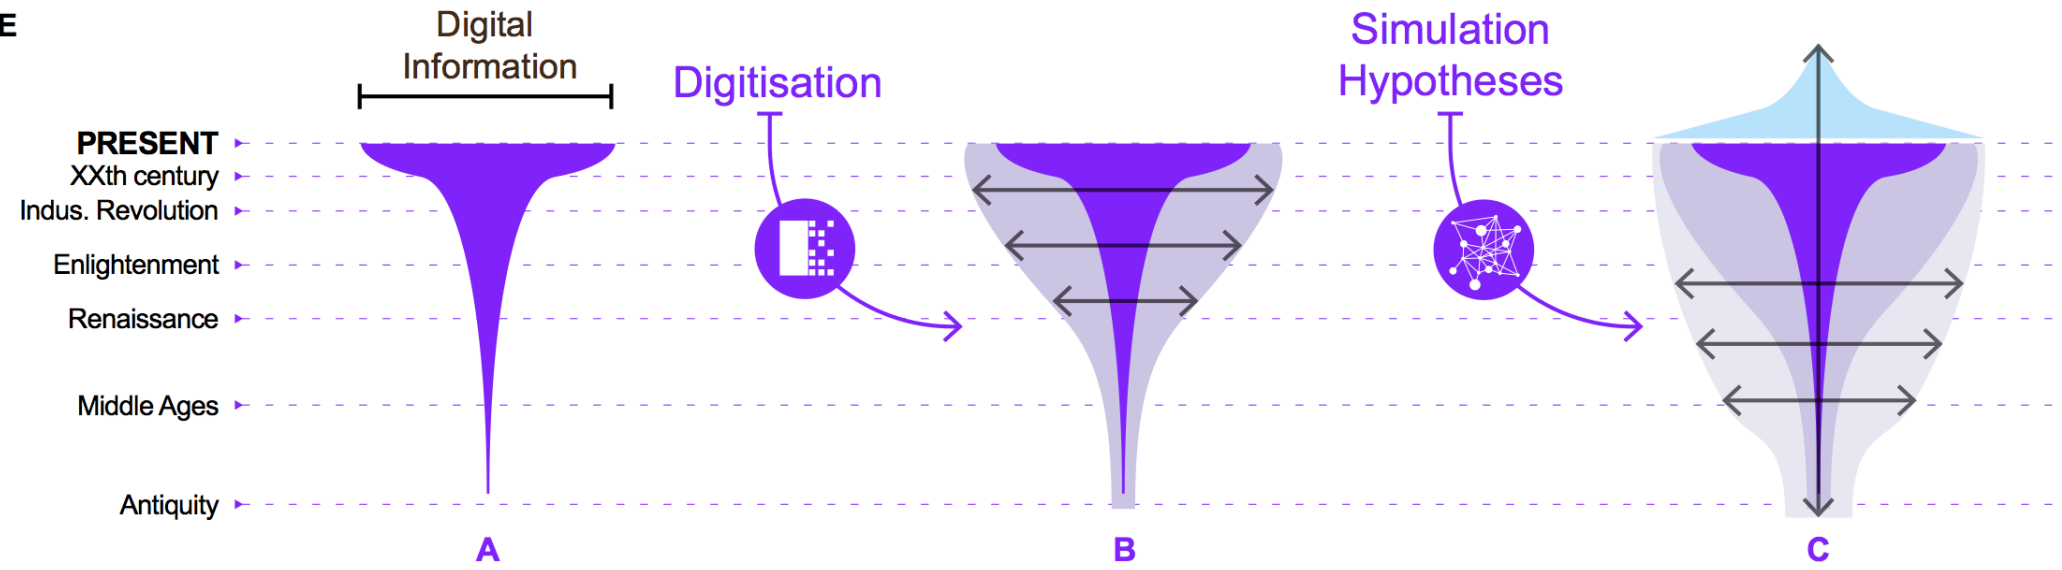 E
Digital
Information
Digitisation
Simulation
Hypotheses
PRESENT
XXth century
Indus. Revolution
Enlightenment
Renaissance
Middle Ages
Antiquity
A
B
C